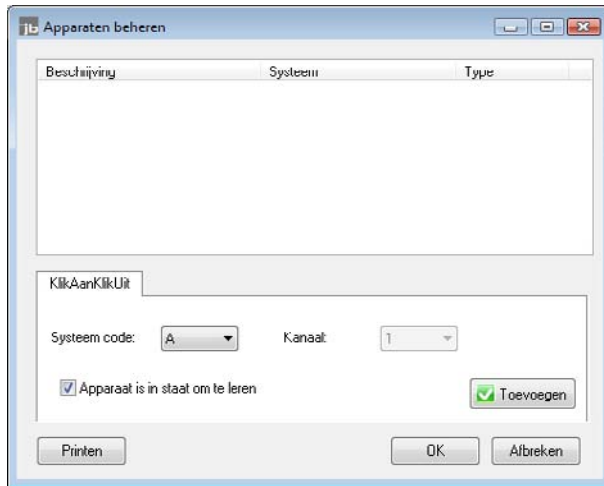 Apparaten beheren
Beschrijving Systeem Type
KlikAanKlikUit
Systeem code: A Kanaal: 1
Apparaat is in staat om te leren
Toevoegen
Printen OK Afbreken